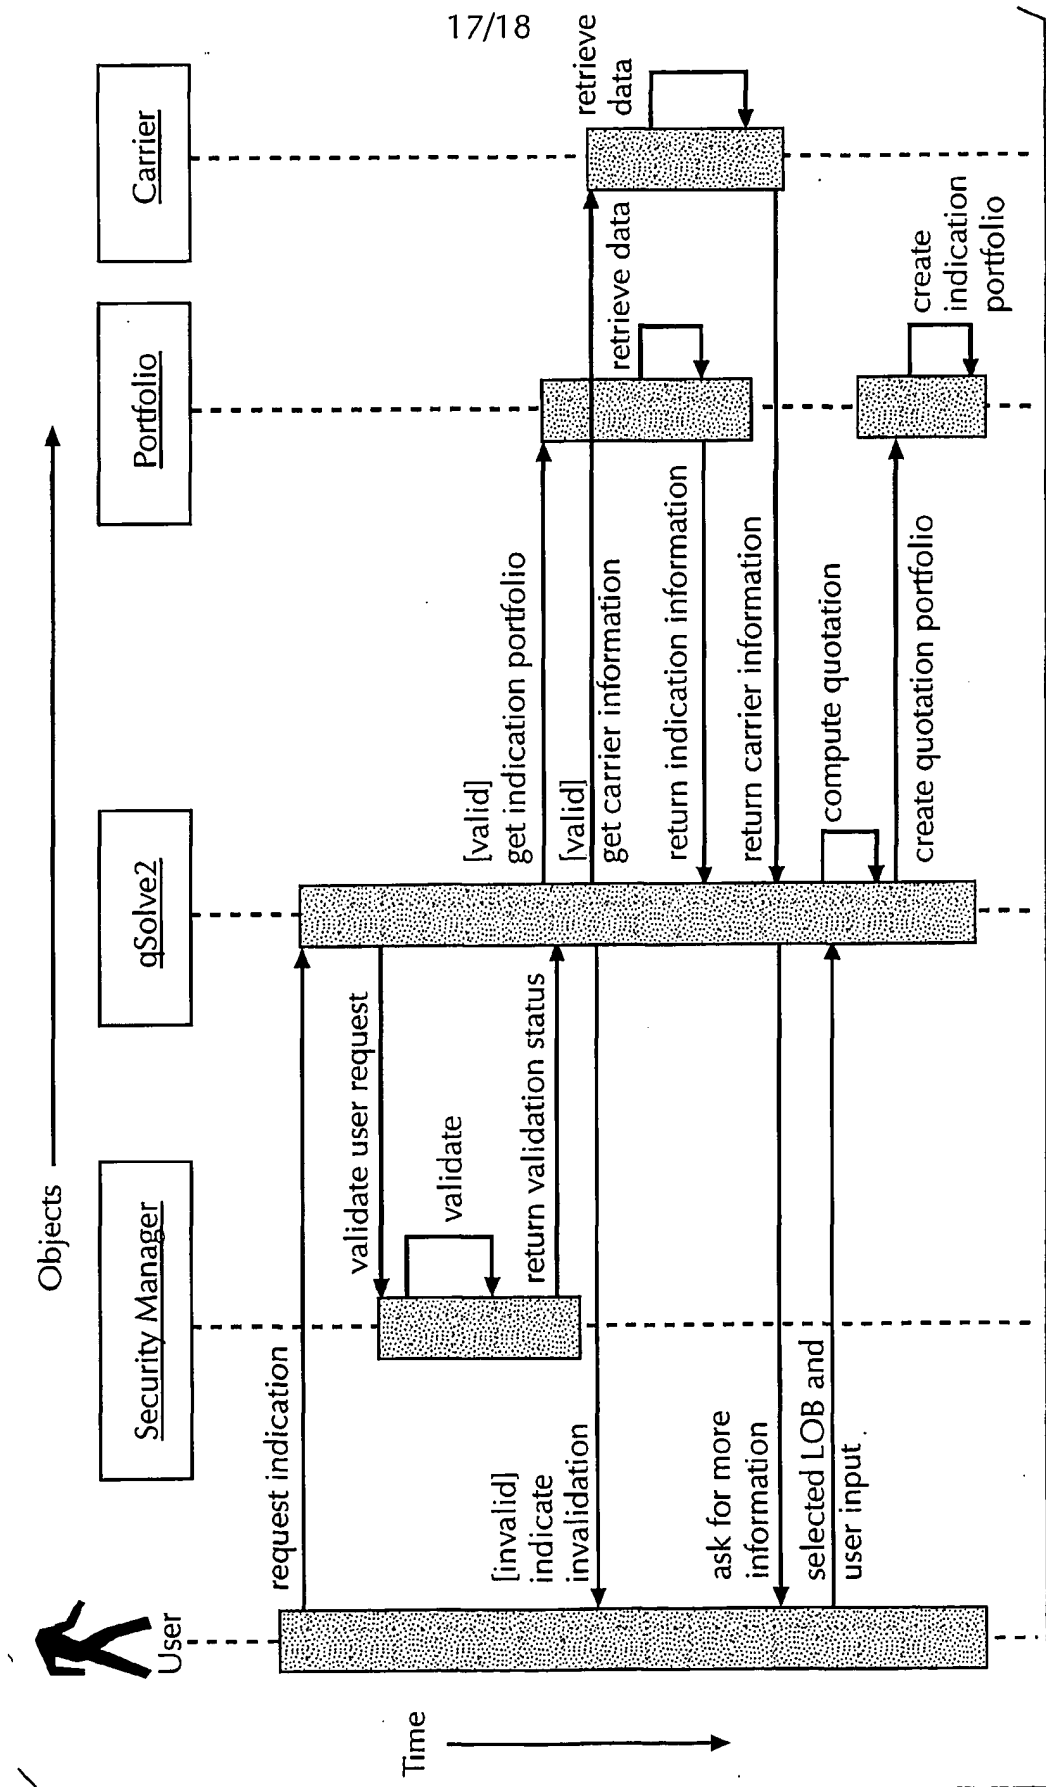 17/18
Objects
User
Security Manager
qSolve2
Portfolio
Carrier
Time
request indication
validate user request
validate
return validation status
[valid]
get indication portfolio
[valid]
get carrier information
[invalid]
indicate
invalidation
retrieve data
retrieve
data
return indication information
return carrier information
ask for more
information
selected LOB and
user input
compute quotation
create quotation portfolio
create
indication
portfolio